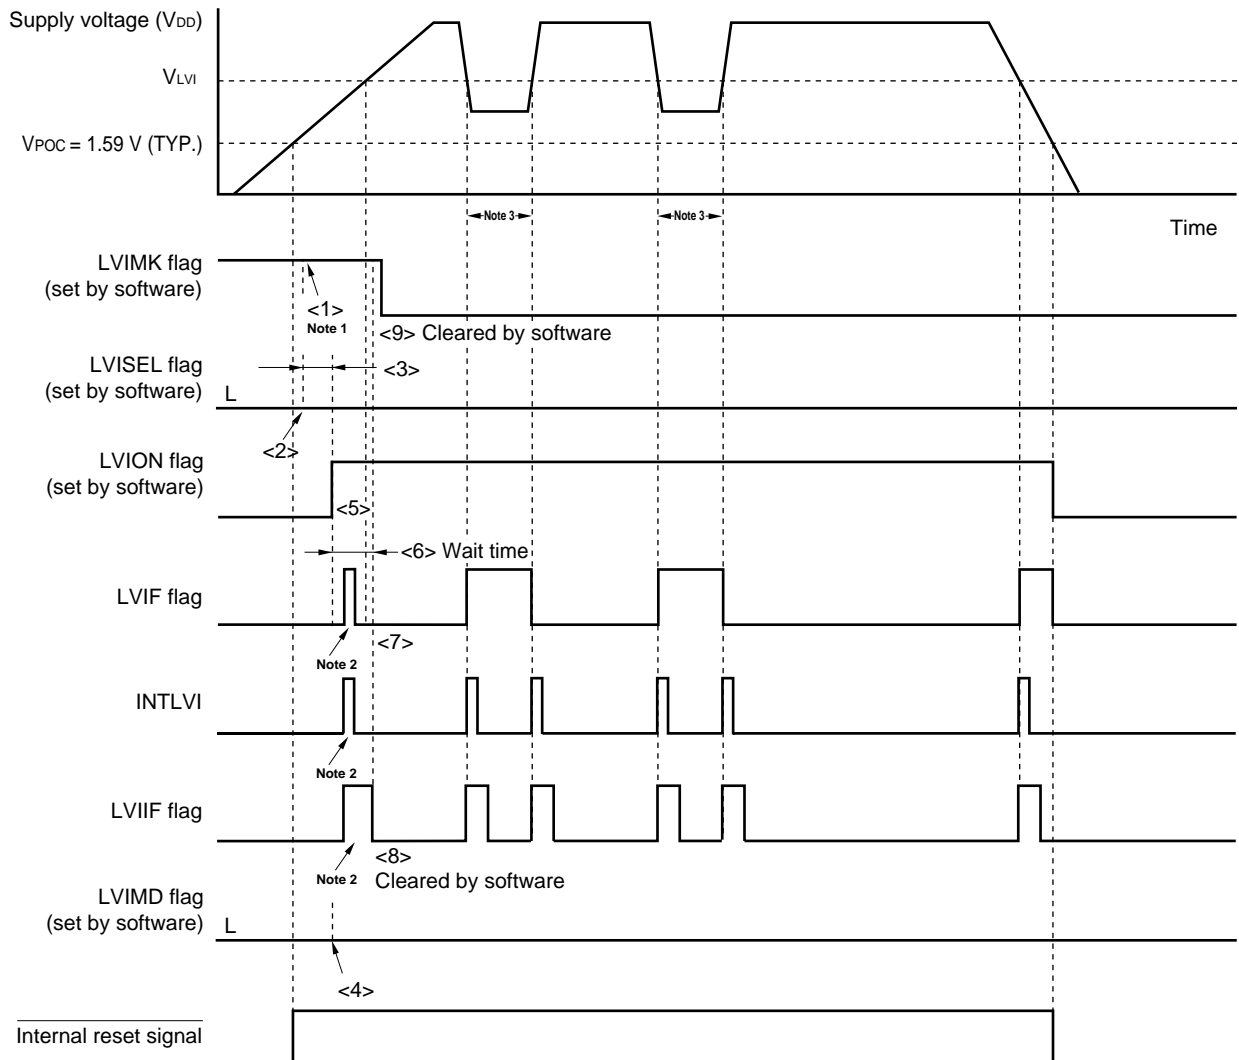 Supply voltage (VDD)
VLVI
VPOC = 1.59 V (TYP.)
Note 3
Note 3
Time
LVIMK flag
(set by software)
<1>
Note 1
<9> Cleared by software
LVISEL flag
(set by software)
L
<3>
<2>
LVION flag
(set by software)
<5>
<6> Wait time
LVIF flag
<7>
Note 2
INTLVI
Note 2
LVIIF flag
<8>
Note 2
Cleared by software
LVIMD flag
(set by software)
L
<4>
Internal reset signal